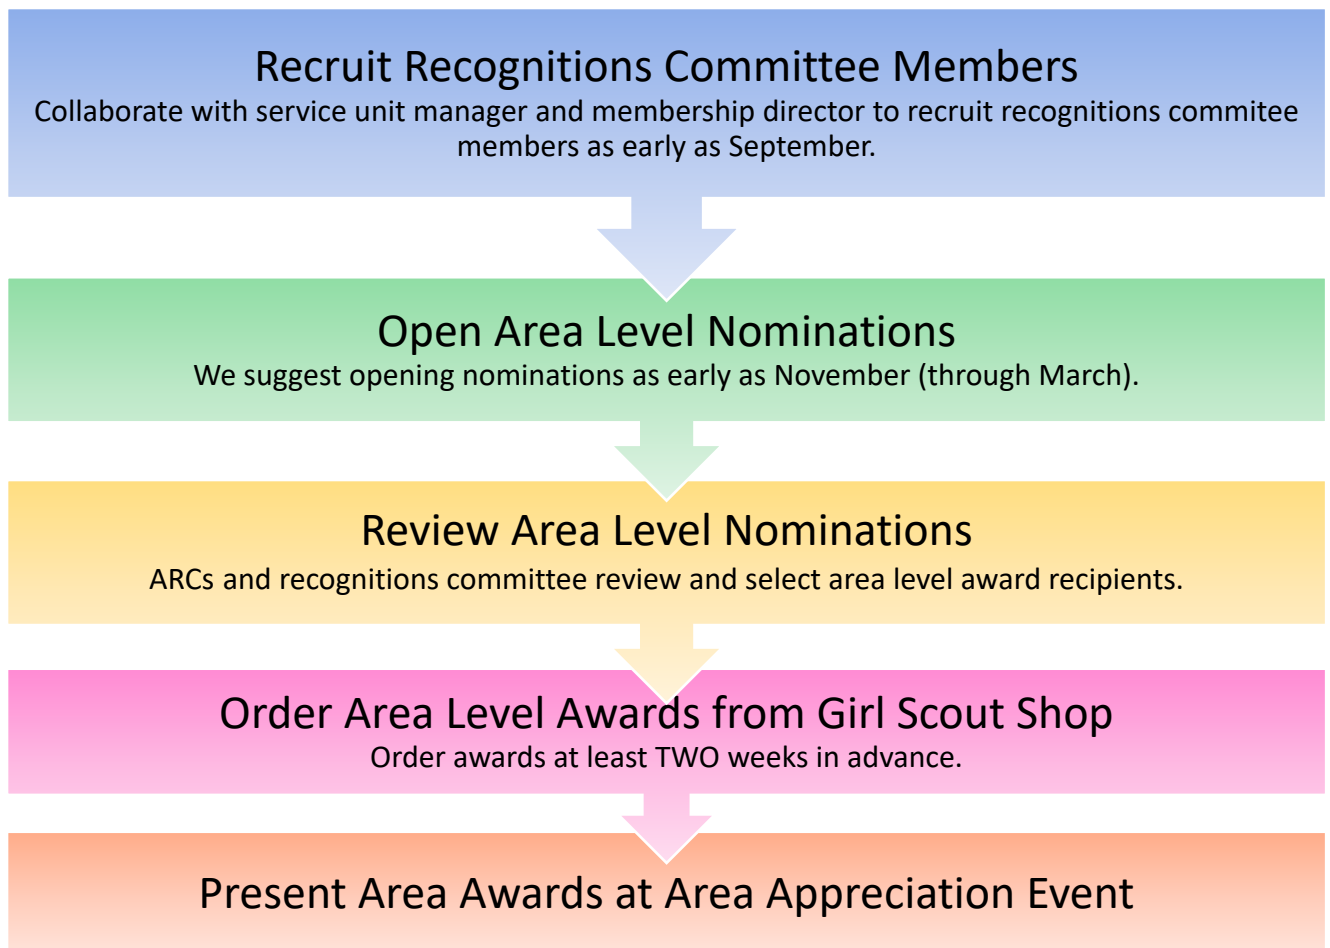 Recruit Recognitions Committee Members
Collaborate with service unit manager and membership director to recruit recognitions commitee
members as early as September.
Open Area Level Nominations
We suggest opening nominations as early as November (through March).
Review Area Level Nominations
ARCs and recognitions committee review and select area level award recipients.
Order Area Level Awards from Girl Scout Shop
Order awards at least TWO weeks in advance.
Present Area Awards at Area Appreciation Event